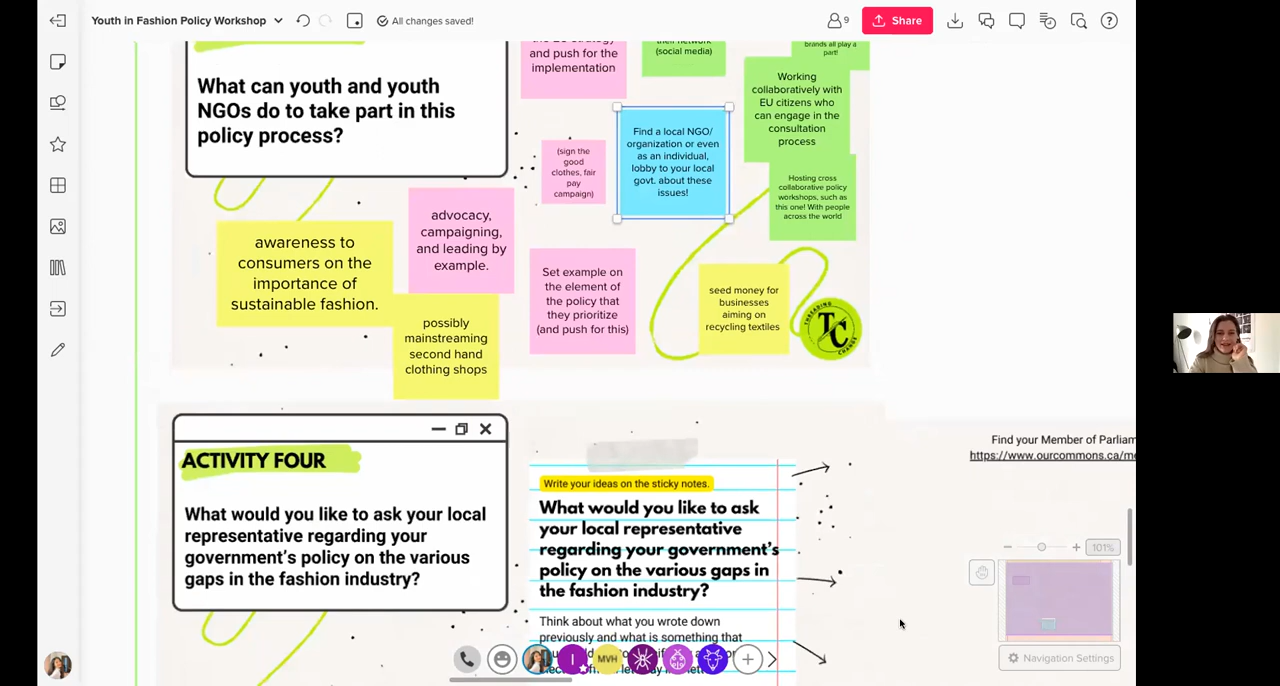 Youth in Fashion Policy Workshop
All changes saved!
9
Share
What can youth and youth
NGOs do to take part in this
policy process?
and push for the
implementation
their network
(social media)
brands all play a
part!
Working
collaboratively with
EU citizens who
can engage in the
consultation
process
Find a local NGO/
organization or even
as an individual,
lobby to your local
govt. about these
issues!
(sign the
good
clothes, fair
pay
campaign)
Hosting cross
collaborative policy
workshops, such as
this one! With people
across the world
advocacy,
campaigning,
and leading by
example.
awareness to
consumers on the
importance of
sustainable fashion.
Set example on
the element of
the policy that
they prioritize
(and push for this)
seed money for
businesses
aiming on
recycling textiles
THREADING
TC
CHANGE
possibly
mainstreaming
second hand
clothing shops
ACTIVITY FOUR
What would you like to ask your local
representative regarding your
government's policy on the various
gaps in the fashion industry?
Write your ideas on the sticky notes.
What would you like to ask
your local representative
regarding your government's
policy on the various gaps in
the fashion industry?
Think about what you wrote down
previously and what is something that
Find your Member of Parliam
https://www.ourcommons.ca/me
101%
Navigation Settings
I
MVH